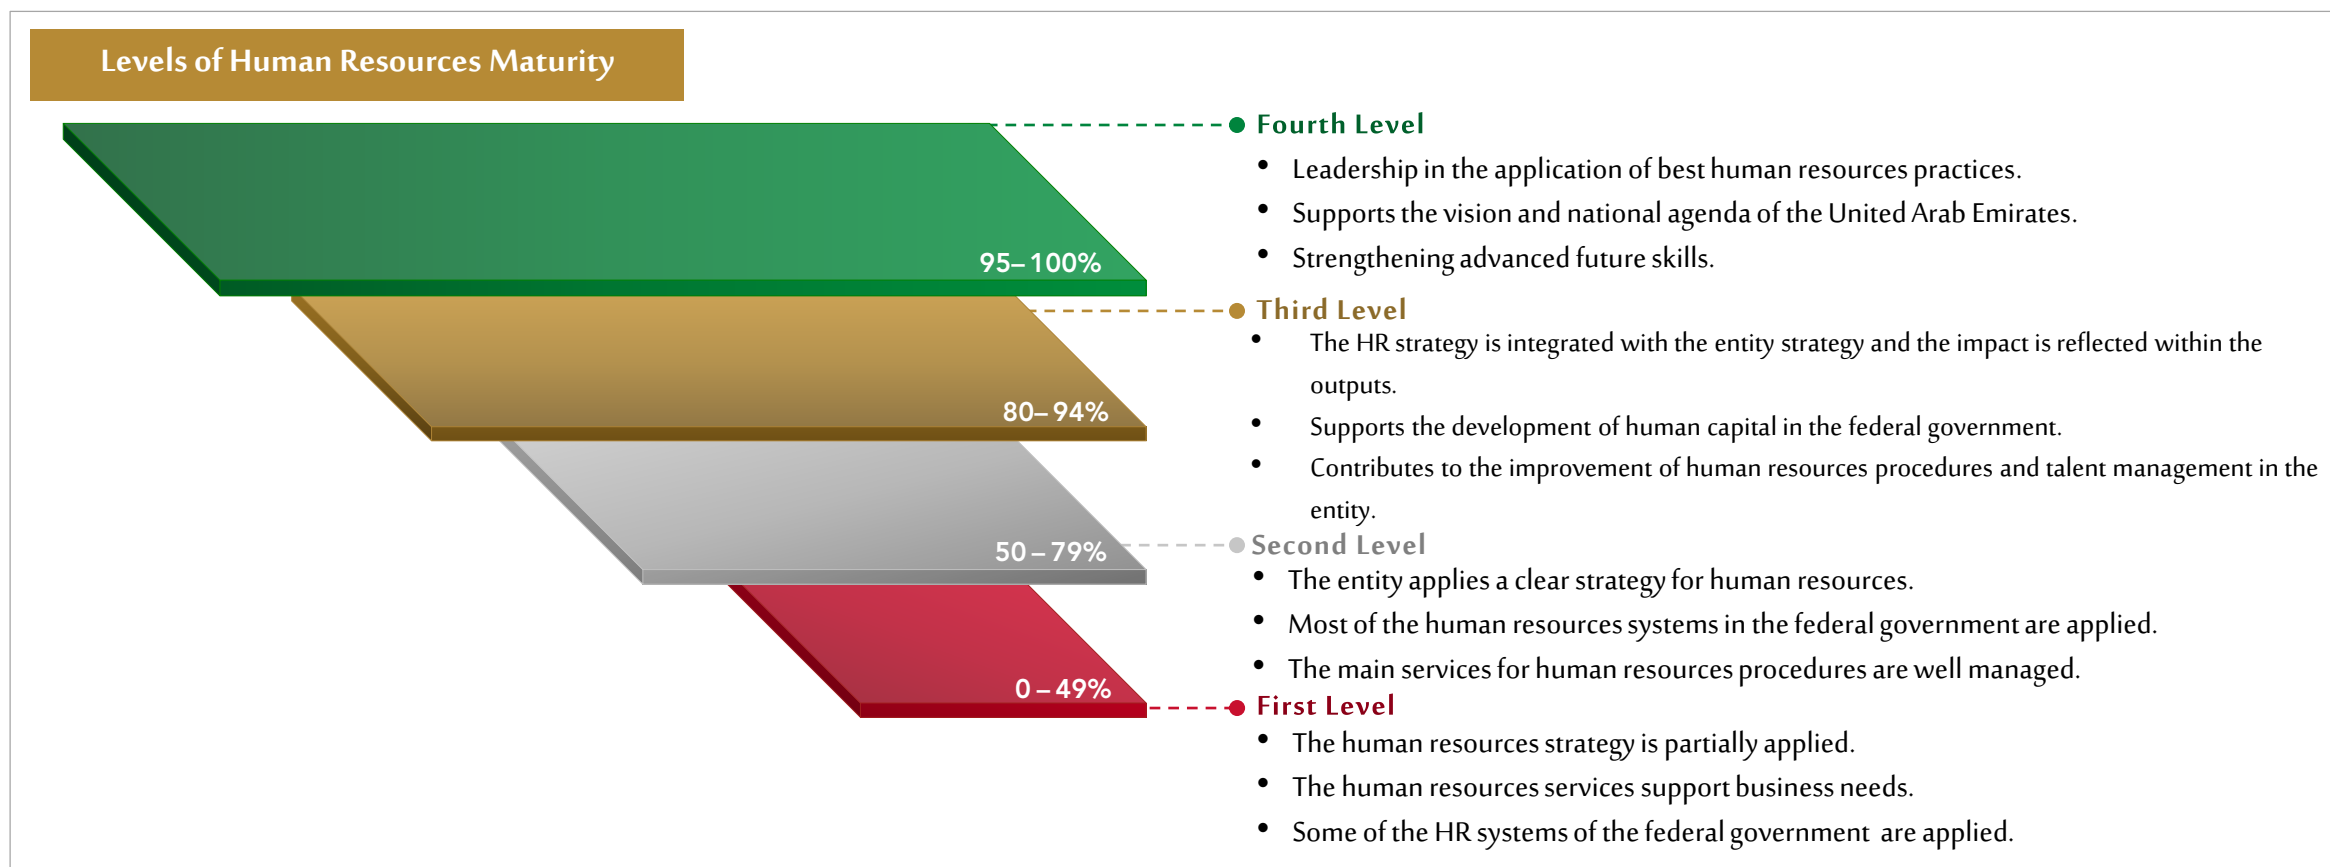 Levels of Human Resources Maturity
Fourth Level
• Leadership in the application of best human resources practices.
• Supports the vision and national agenda of the United Arab Emirates.
• Strengthening advanced future skills.
95–100%
Third Level
• The HR strategy is integrated with the entity strategy and the impact is reflected within the
outputs.
• Supports the development of human capital in the federal government.
• Contributes to the improvement of human resources procedures and talent management in the
entity.
80–94%
Second Level
• The entity applies a clear strategy for human resources.
• Most of the human resources systems in the federal government are applied.
• The main services for human resources procedures are well managed.
50–79%
First Level
• The human resources strategy is partially applied.
• The human resources services support business needs.
• Some of the HR systems of the federal government are applied.
0–49%